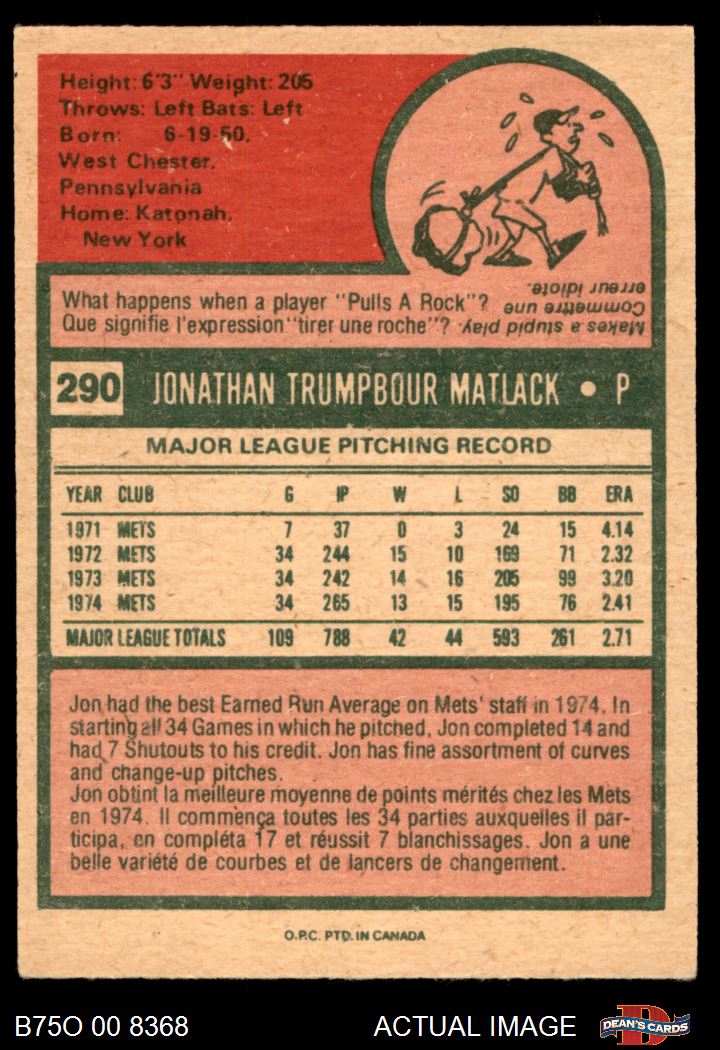 Height: 6'3" Weight: 205
Throws: Left Bats: Left
Born: 6-19-50,
West Chester,
Pennsylvania
Home: Katonah,
New York
What happens when a player "Pulls A Rock"?
Que signifie l'expression "tirer une roche"?
Makes a stupid play.
Commettre une
erreur idiote.
290 JONATHAN TRUMPBOUR MATLACK • P
MAJOR LEAGUE PITCHING RECORD
YEAR CLUB G IP W L SO BB ERA
1971 METS 7 37 0 3 24 15 4.14
1972 METS 34 244 15 10 169 71 2.32
1973 METS 34 242 14 16 205 99 3.20
1974 METS 34 265 13 15 195 76 2.41
MAJOR LEAGUE TOTALS 109 788 42 44 593 261 2.71
Jon had the best Earned Run Average on Mets' staff in 1974. In
starting all 34 Games in which he pitched, Jon completed 14 and
had 7 Shutouts to his credit. Jon has fine assortment of curves
and change-up pitches.
Jon obtint la meilleure moyenne de points mérités chez les Mets
en 1974. Il commença toutes les 34 parties auxquelles il par-
ticipa, en compléta 17 et réussit 7 blanchissages. Jon a une
belle variété de courbes et de lancers de changement.
O.P.C. PTD. IN CANADA
B75O 00 8368 ACTUAL IMAGE DEAN'S CARDS